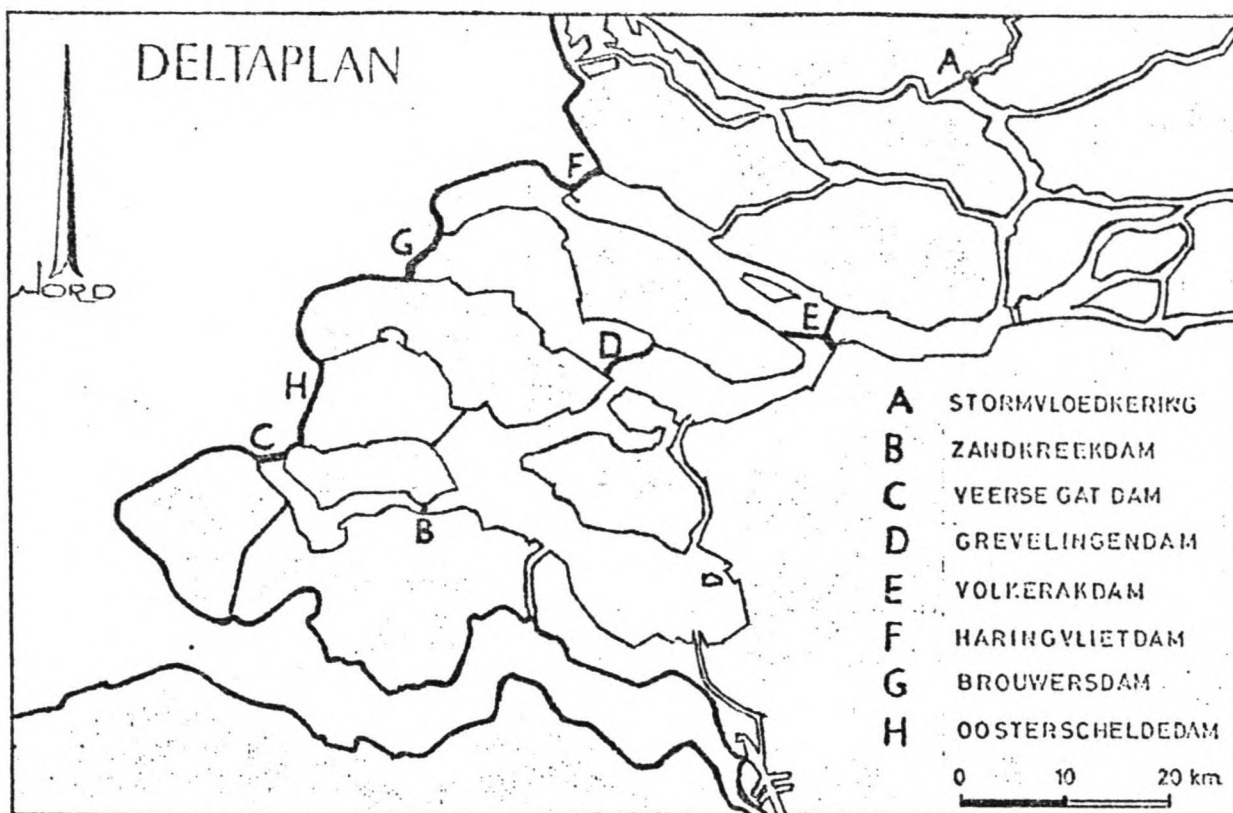 DELTAPLAN
NORD
A
F
G
E
D
H
C
B
A STORMVLOEDKERING
B ZANDKREEKDAM
C VEERSE GAT DAM
D GREVELINGENDAM
E VOLKERAKDAM
F HARINGVLIETDAM
G BROUWERSDAM
H OOSTERSCHELDEDAM
0 10 20 km